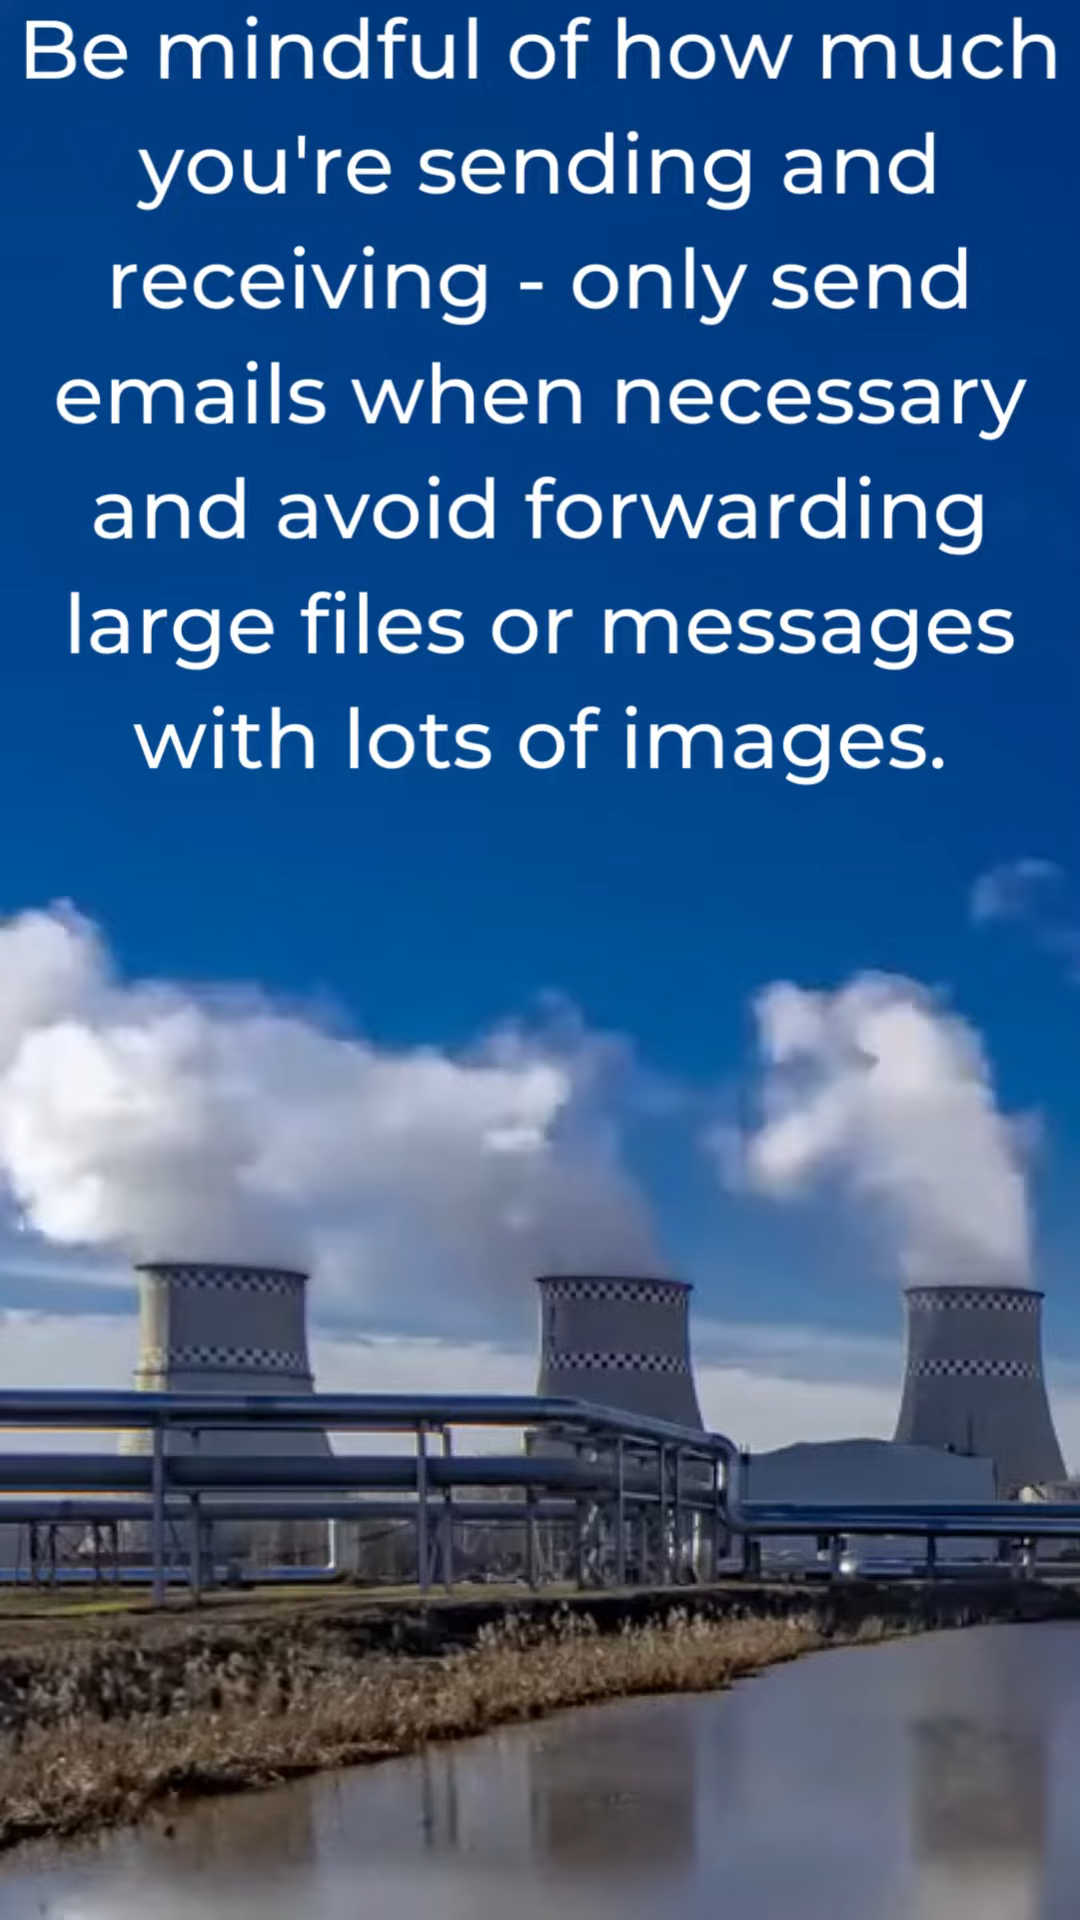 Be mindful of how much
you're sending and
receiving - only send
emails when necessary
and avoid forwarding
large files or messages
with lots of images.